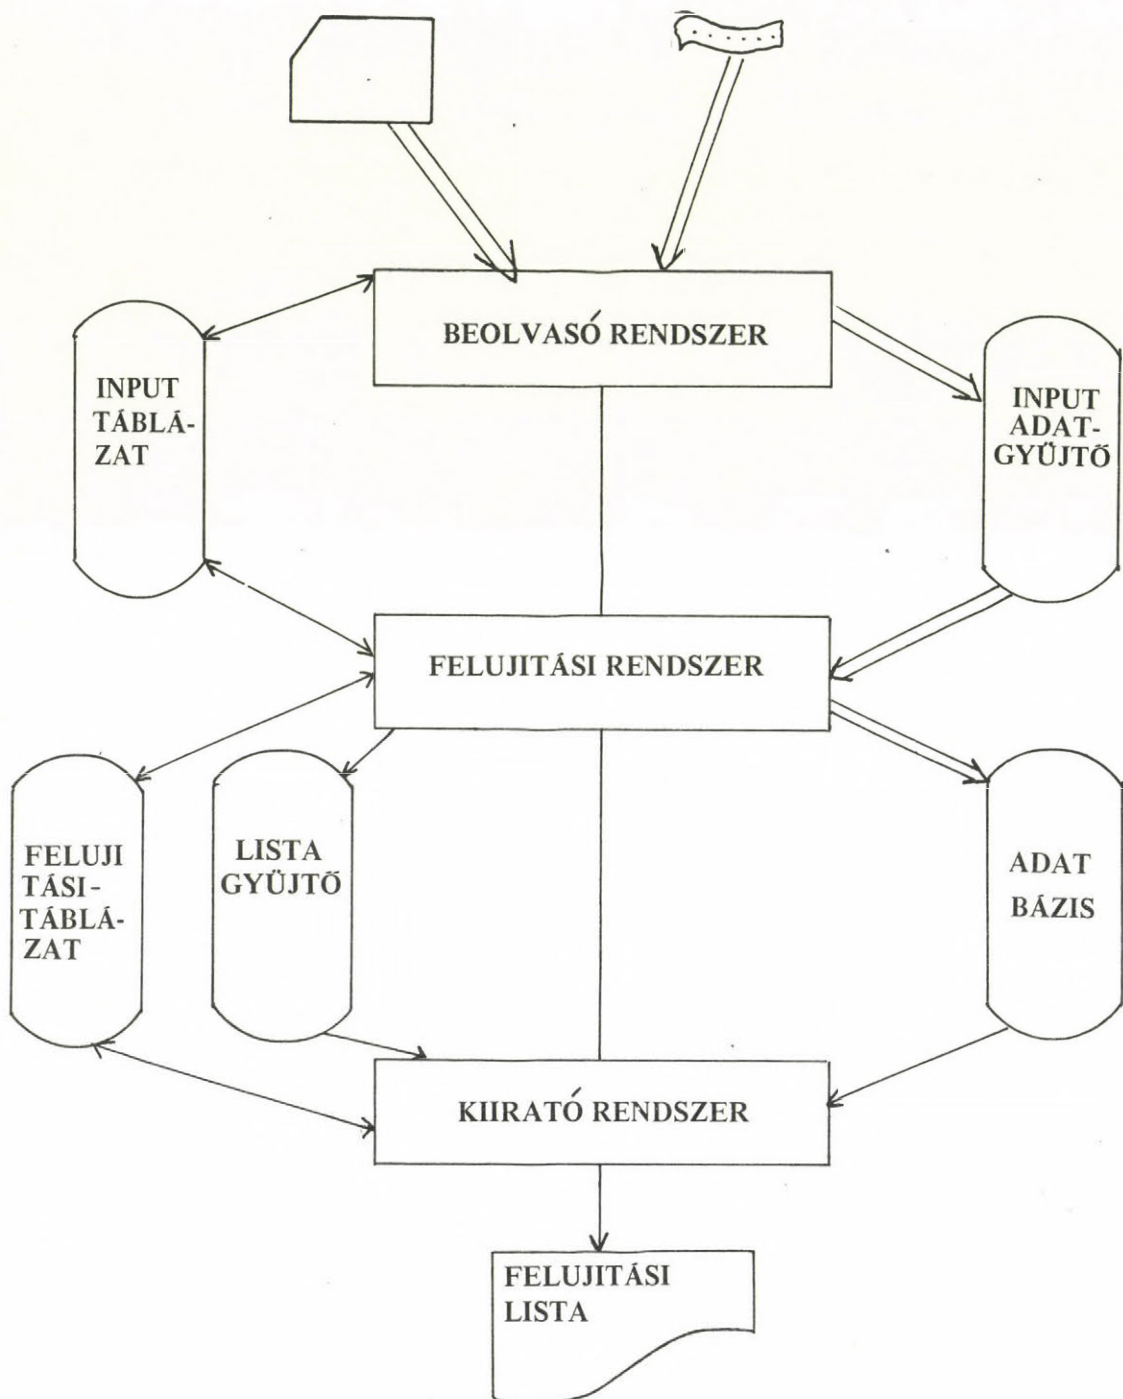 BEOLVASÓ RENDSZER
INPUT
TÁBLÁ-
ZAT
INPUT
ADAT-
GYŰJTŐ
FELUJITÁSI RENDSZER
FELUJI
TÁSI-
TÁBLÁ-
ZAT
LISTA
GYŰJTŐ
ADAT
BÁZIS
KIIRATÓ RENDSZER
FELUJITÁSI
LISTA